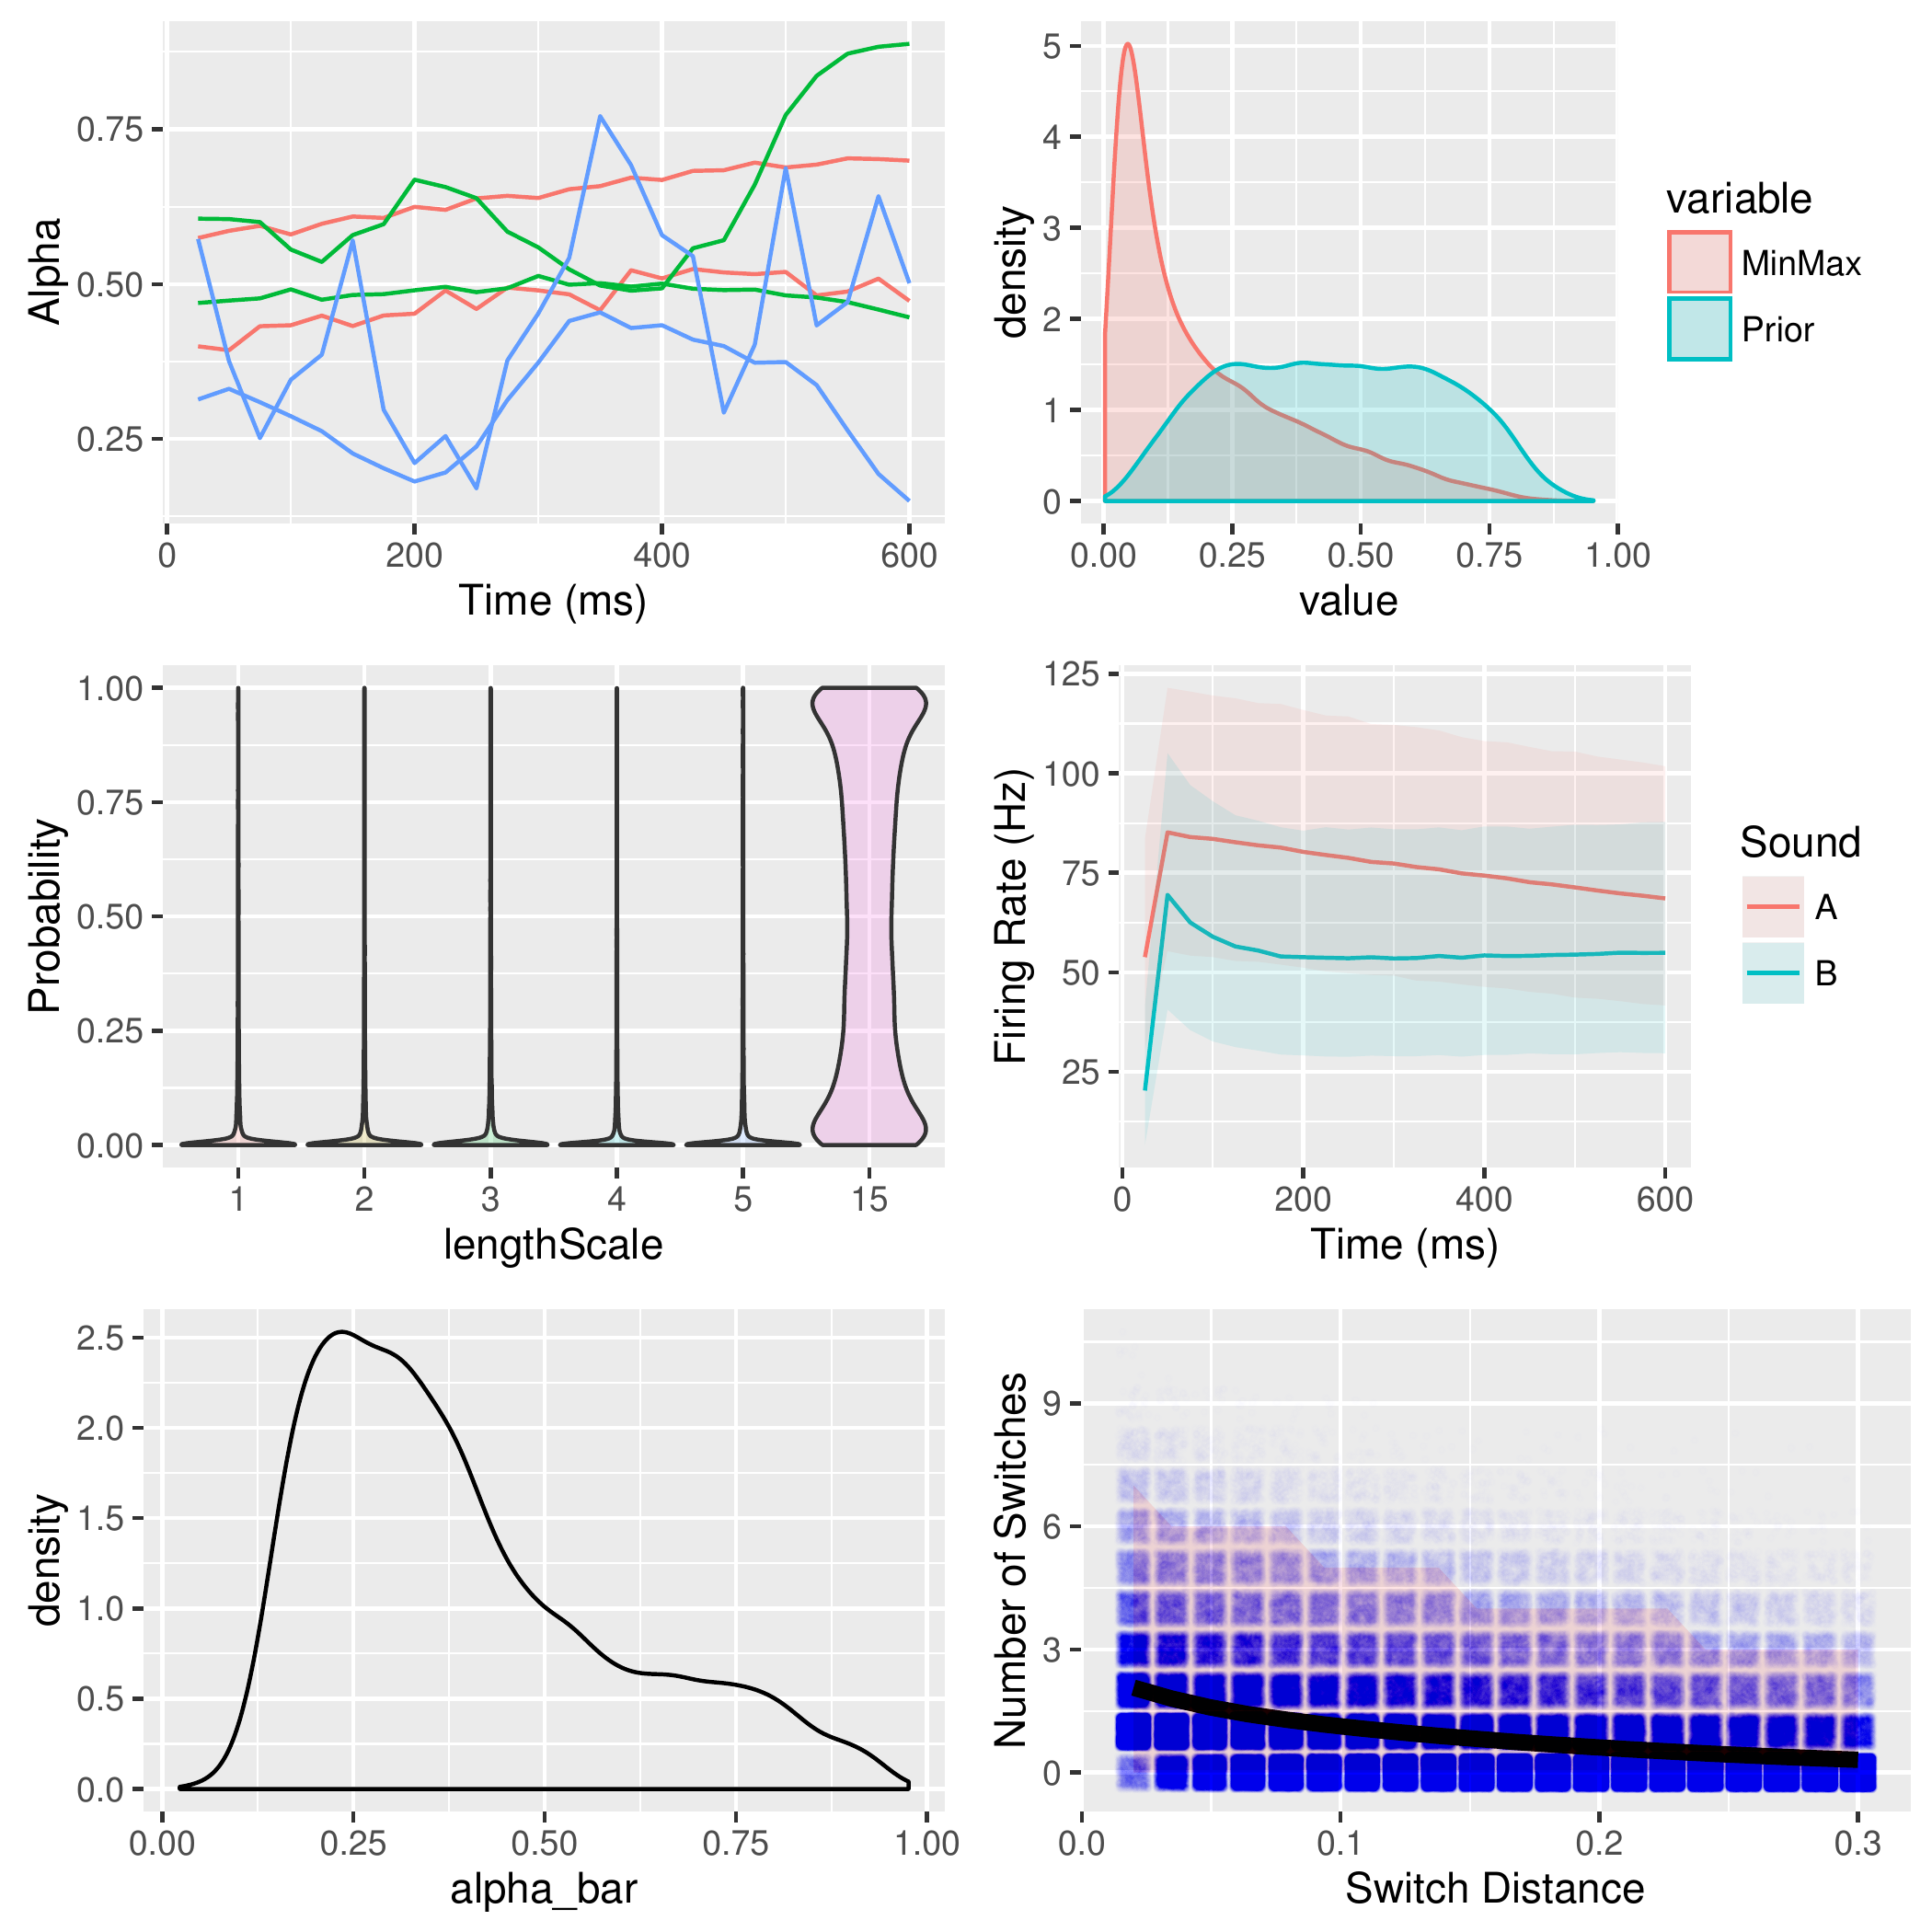 Alpha
0.75
0.50
0.25
0 200 400 600
Time (ms)
density
5
4
3
2
1
0
0.00 0.25 0.50 0.75 1.00
value
variable
MinMax
Prior
Probability
1.00
0.75
0.50
0.25
0.00
1 2 3 4 5 15
lengthScale
Firing Rate (Hz)
125
100
75
50
25
0 200 400 600
Time (ms)
Sound
A
B
density
2.5
2.0
1.5
1.0
0.5
0.0
0.00 0.25 0.50 0.75 1.00
alpha_bar
Number of Switches
9
6
3
0
0.0 0.1 0.2 0.3
Switch Distance